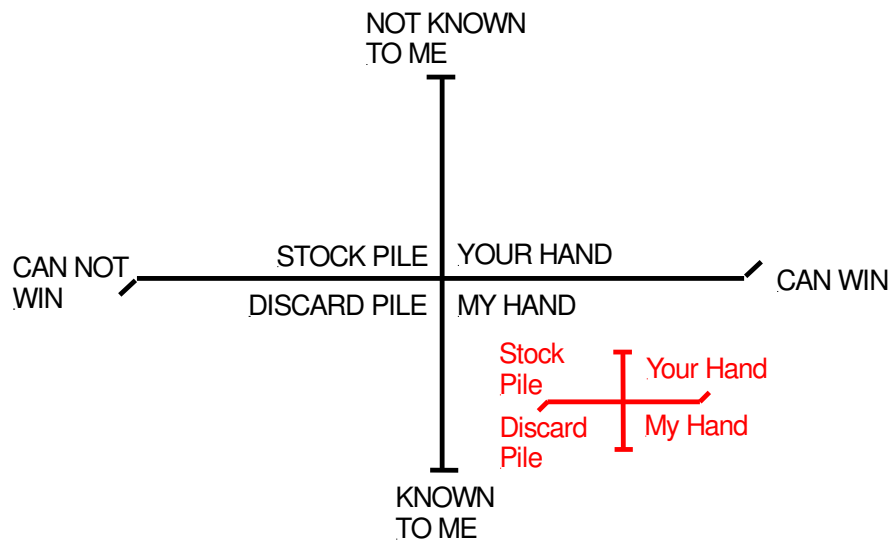 NOT KNOWN
TO ME
STOCK PILE
YOUR HAND
CAN NOT
WIN
CAN WIN
DISCARD PILE
MY HAND
Stock
Pile
Your Hand
Discard
Pile
My Hand
KNOWN
TO ME